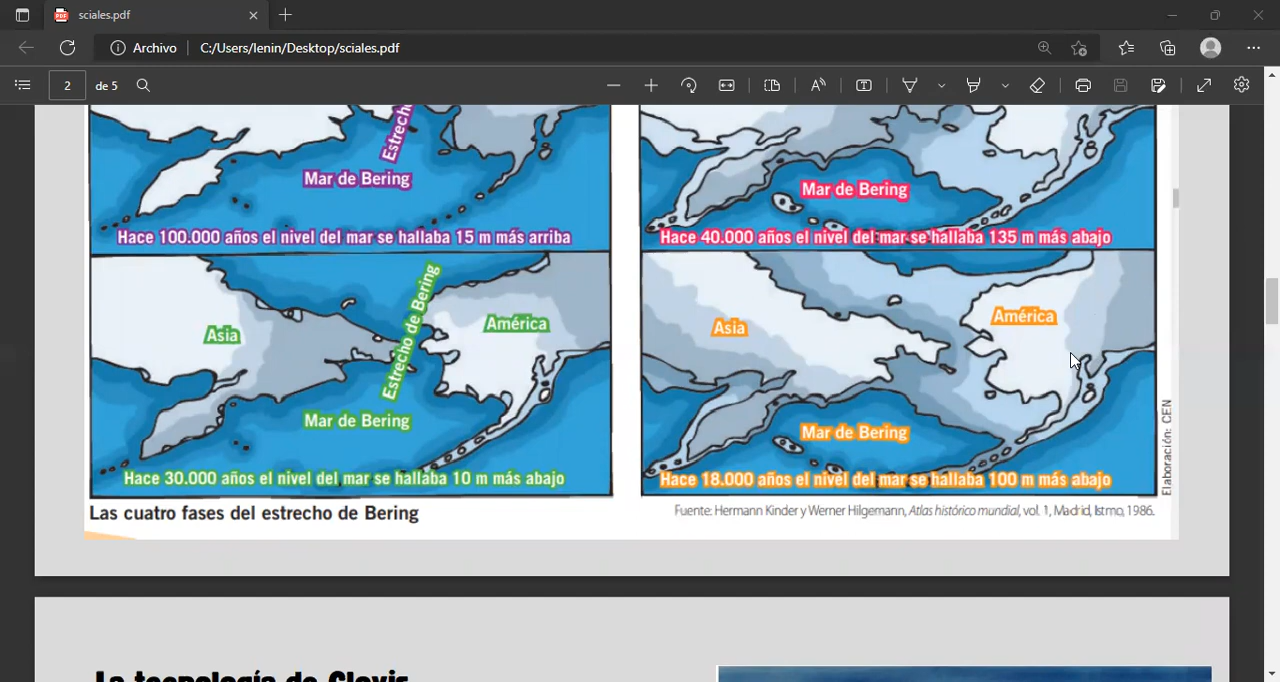 sciales.pdf
Archivo
C:/Users/lenin/Desktop/sciales.pdf
2
de 5
Estrecho
Mar de Bering
Hace 100.000 años el nivel del mar se hallaba 15 m más arriba
Mar de Bering
Hace 40.000 años el nivel del mar se hallaba 135 m más abajo
Asia
Estrecho de Bering
América
Mar de Bering
Hace 30.000 años el nivel del mar se hallaba 10 m más abajo
Asia
América
Mar de Bering
Hace 18.000 años el nivel del mar se hallaba 100 m más abajo
Elaboración: CEN
Las cuatro fases del estrecho de Bering
Fuente: Hermann Kinder y Werner Hilgemann, Atlas histórico mundial, vol. 1, Madrid, Istmo, 1986.
La tecnología de Clovis